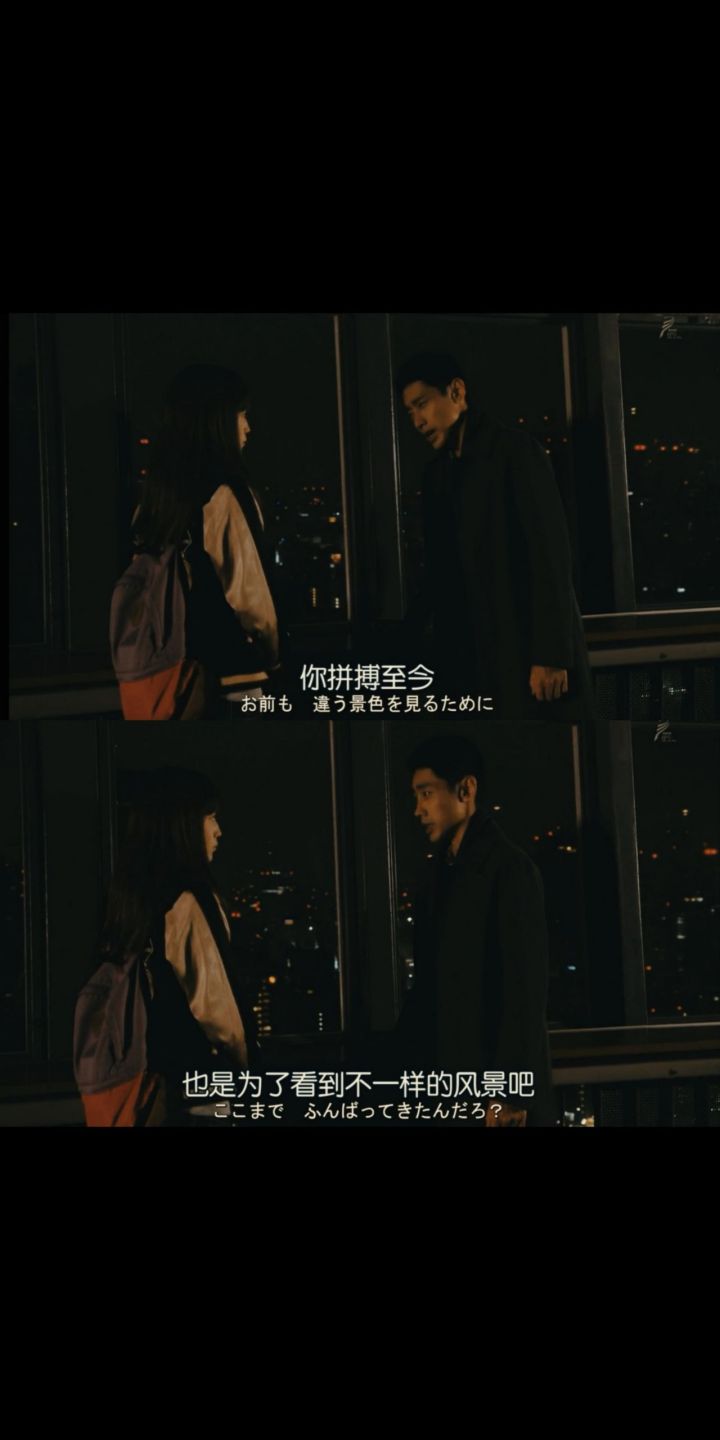 你拼搏至今
お前も　違う景色を見るために
也是为了看到不一样的风景吧
ここまで　ふんばってきたんだろ？